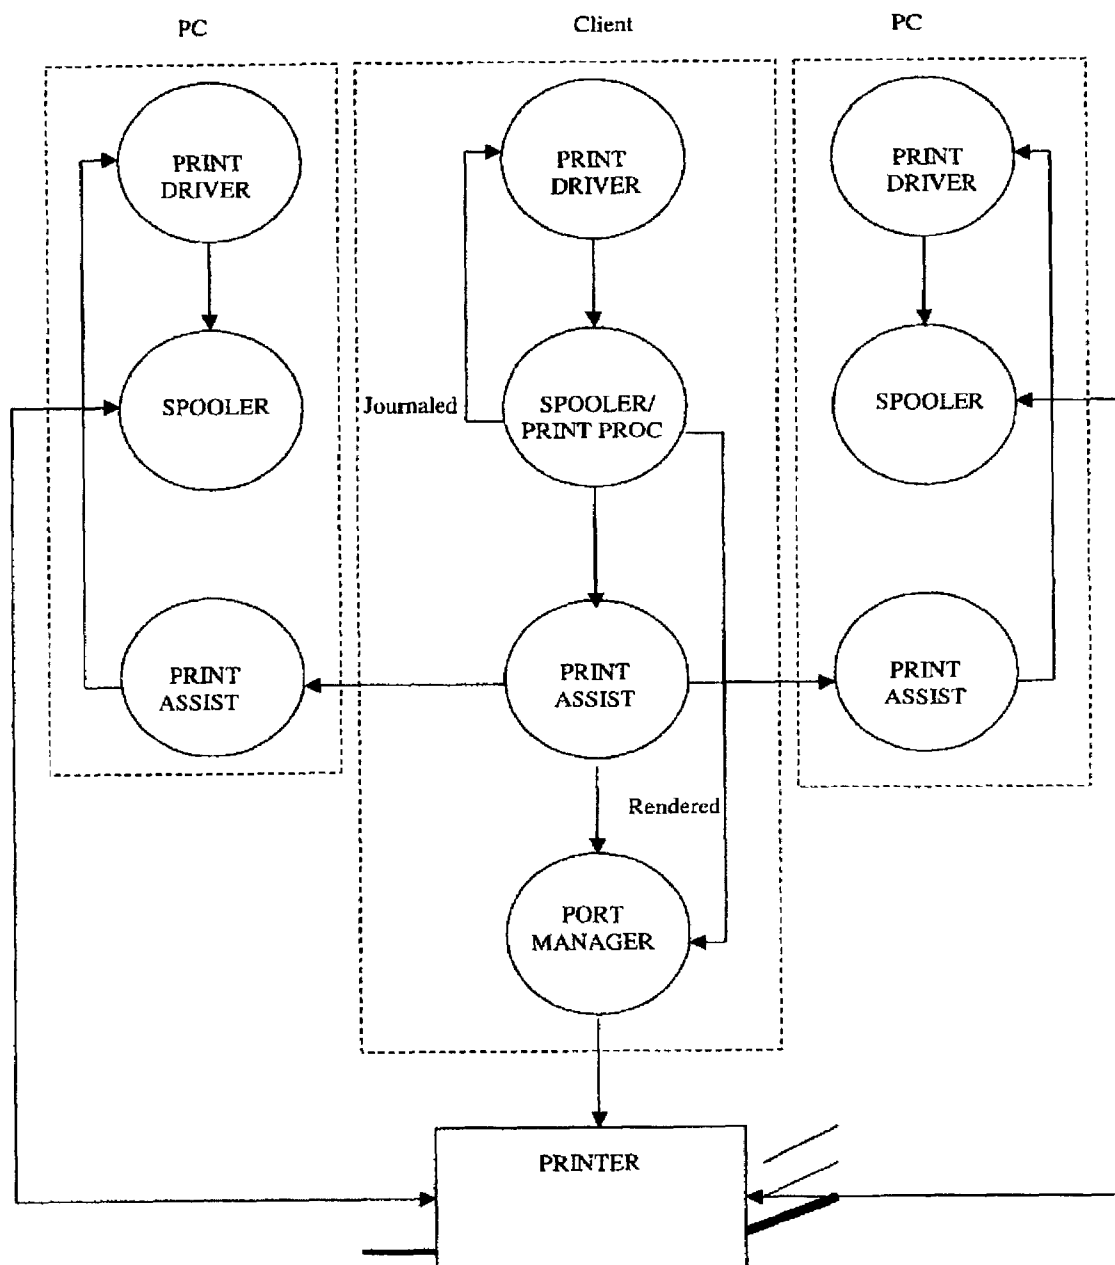 PC
Client
PC
PRINT
DRIVER
PRINT
DRIVER
PRINT
DRIVER
SPOOLER
Journaled
SPOOLER/
PRINT PROC
SPOOLER
PRINT
ASSIST
PRINT
ASSIST
PRINT
ASSIST
Rendered
PORT
MANAGER
PRINTER